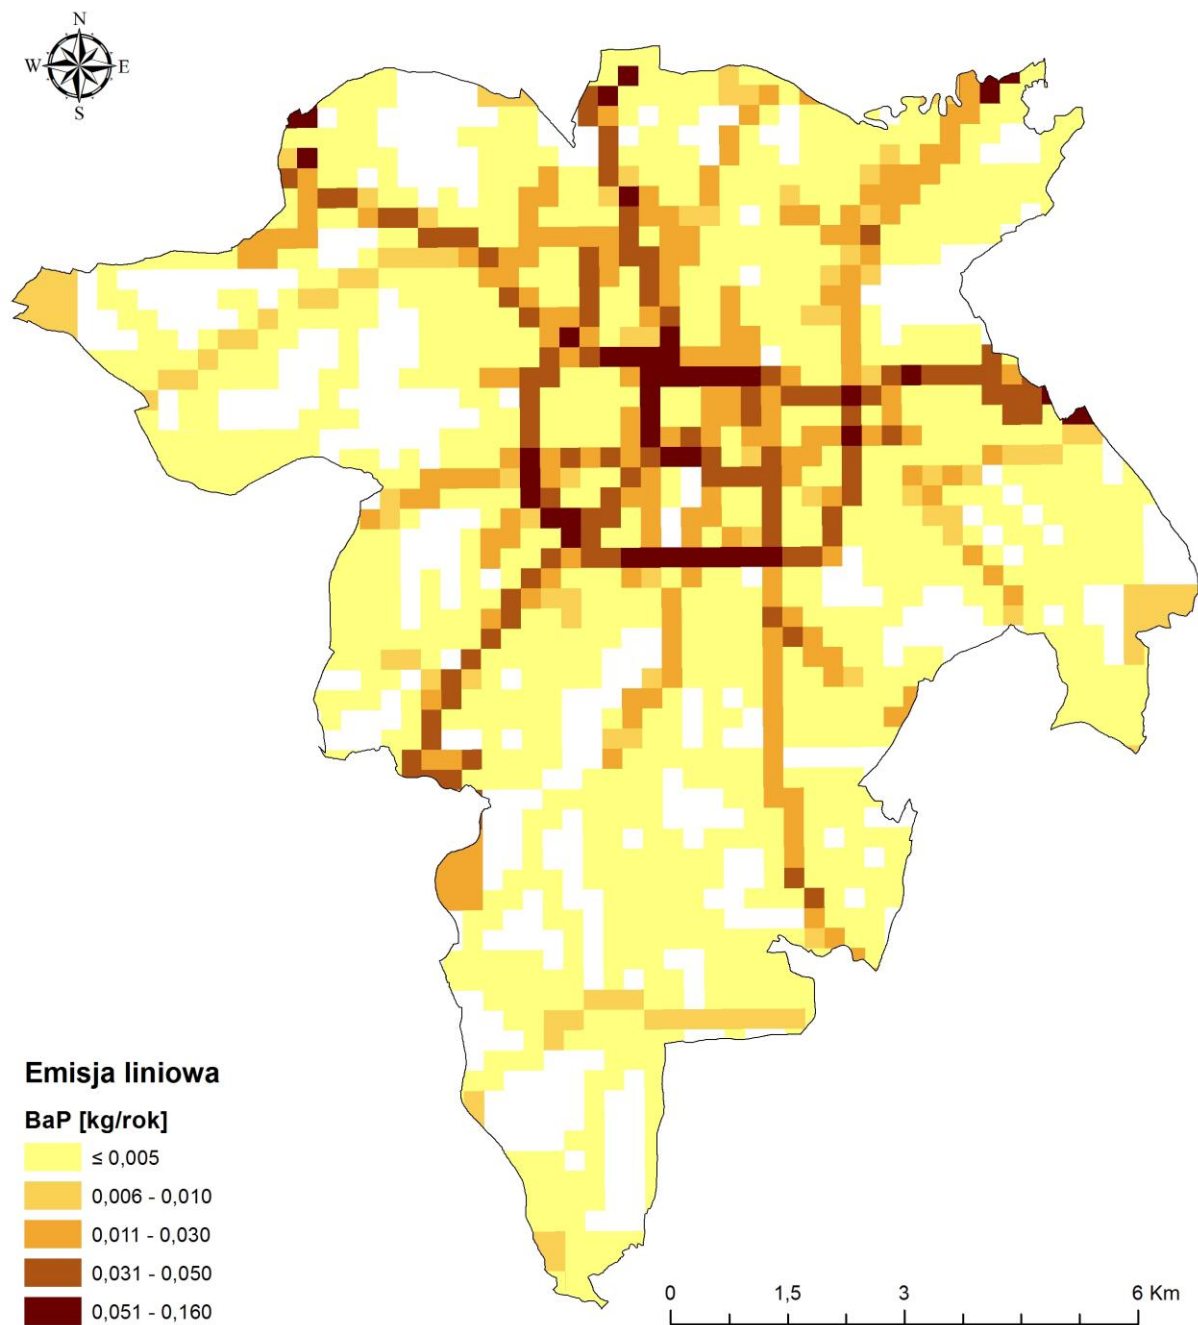 N
W E
S
Emisja liniowa
BaP [kg/rok]
≤ 0,005
0,006 - 0,010
0,011 - 0,030
0,031 - 0,050
0,051 - 0,160
0 1,5 3 6 Km